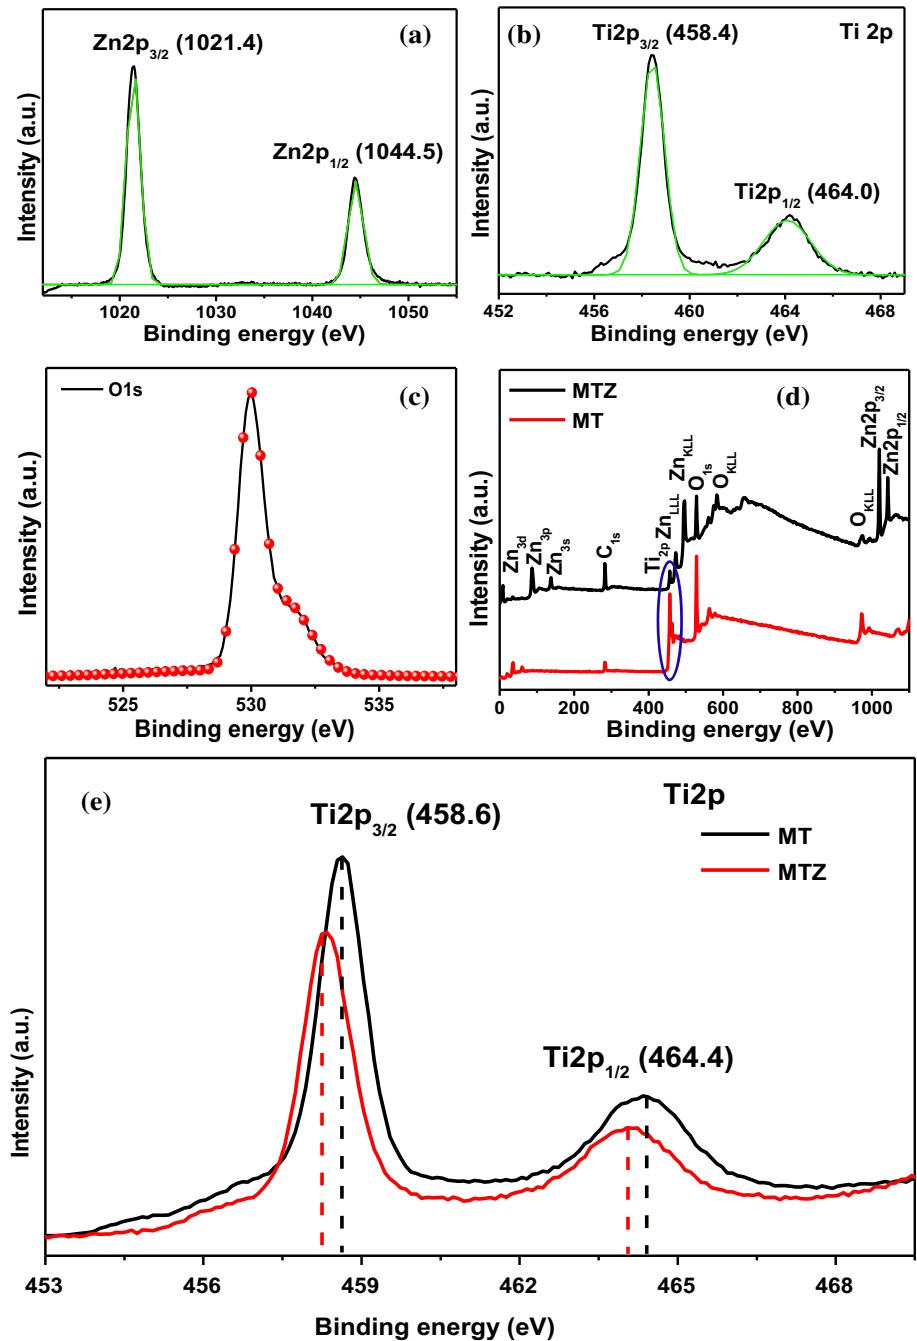 (a)
Zn2p3/2 (1021.4)
Zn2p1/2 (1044.5)
Intensity (a.u.)
1020 1030 1040 1050
Binding energy (eV)
(b)
Ti2p3/2 (458.4)
Ti 2p
Ti2p1/2 (464.0)
Intensity (a.u.)
452 456 460 464 468
Binding energy (eV)
O1s
(c)
Intensity (a.u.)
525 530 535
Binding energy (eV)
MTZ
MT
(d)
Zn3d
Zn3p
Zn3s
C1s
Ti2p
ZnLLL
ZnKLL
O1s
OKLL
OKLL
Zn2p3/2
Zn2p1/2
Intensity (a.u.)
0 200 400 600 800 1000
Binding energy (eV)
(e)
Ti2p3/2 (458.6)
Ti2p
MT
MTZ
Ti2p1/2 (464.4)
Intensity (a.u.)
453 456 459 462 465 468
Binding energy (eV)